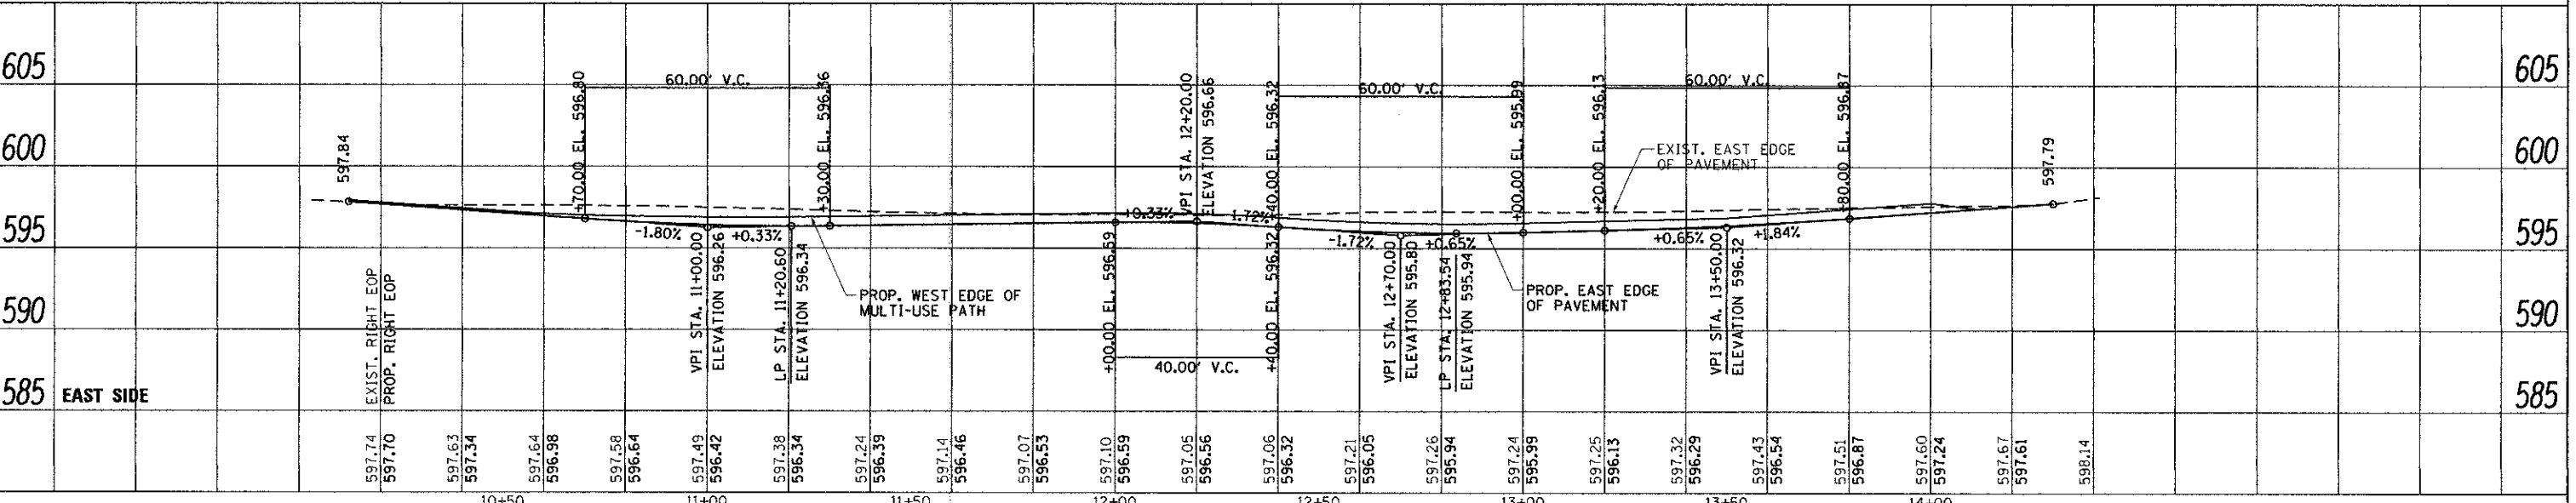 605
605
600
600
595
595
590
590
585
585
EAST SIDE
597.84
+70.00 EL. 596.80
60.00' V.C.
+30.00 EL. 596.36
VPI STA. 12+20.00
ELEVATION 596.66
+40.00 EL. 596.32
60.00' V.C.
+00.00 EL. 595.99
+20.00 EL. 596.13
60.00' V.C.
+80.00 EL. 596.87
597.79
EXIST. EAST EDGE
OF PAVEMENT
-1.80%
+0.33%
+0.33%
-1.72%
-1.72%
+0.65%
+0.65%
+1.84%
EXIST. RIGHT EOP
PROP. RIGHT EOP
VPI STA. 11+00.00
ELEVATION 596.26
LP STA. 11+20.60
ELEVATION 596.34
PROP. WEST EDGE OF
MULTI-USE PATH
+00.00 EL. 596.59
+40.00 EL. 596.32
40.00' V.C.
VPI STA. 12+70.00
ELEVATION 595.80
LP STA. 12+83.54
ELEVATION 595.94
PROP. EAST EDGE
OF PAVEMENT
VPI STA. 13+50.00
ELEVATION 596.32
597.74
597.70
597.63
597.34
597.64
596.98
597.58
596.64
597.49
596.42
597.38
596.34
597.24
596.39
597.14
596.46
597.07
596.53
597.10
596.59
597.05
596.56
597.06
596.32
597.21
596.05
597.26
595.94
597.24
595.99
597.25
596.13
597.32
596.29
597.43
596.54
597.51
596.87
597.60
597.24
597.67
597.61
598.14
10+50
11+00
11+50
12+00
12+50
13+00
13+50
14+00